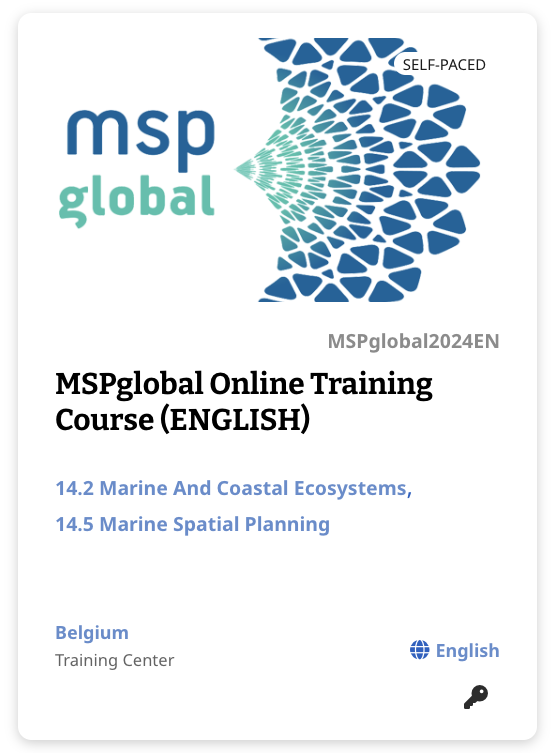 SELF-PACED
msp
global
MSPglobal2024EN
MSPglobal Online Training
Course (ENGLISH)
14.2 Marine And Coastal Ecosystems,
14.5 Marine Spatial Planning
Belgium
Training Center
English